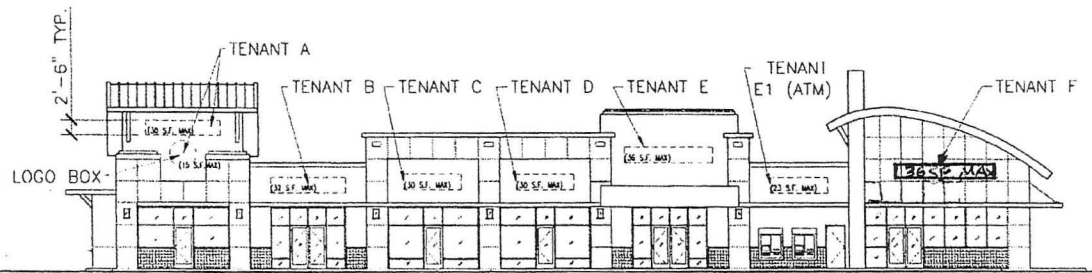 2'-6" TYP.
TENANT A
TENANT B
TENANT C
TENANT D
TENANT E
TENANT
E1 (ATM)
TENANT F
LOGO BOX
(30 S.F. MAX)
(15 S.F. MAX)
(32 S.F. MAX)
(30 S.F. MAX)
(30 S.F. MAX)
(36 S.F. MAX)
(23 S.F. MAX)
(36 S.F. MAX)